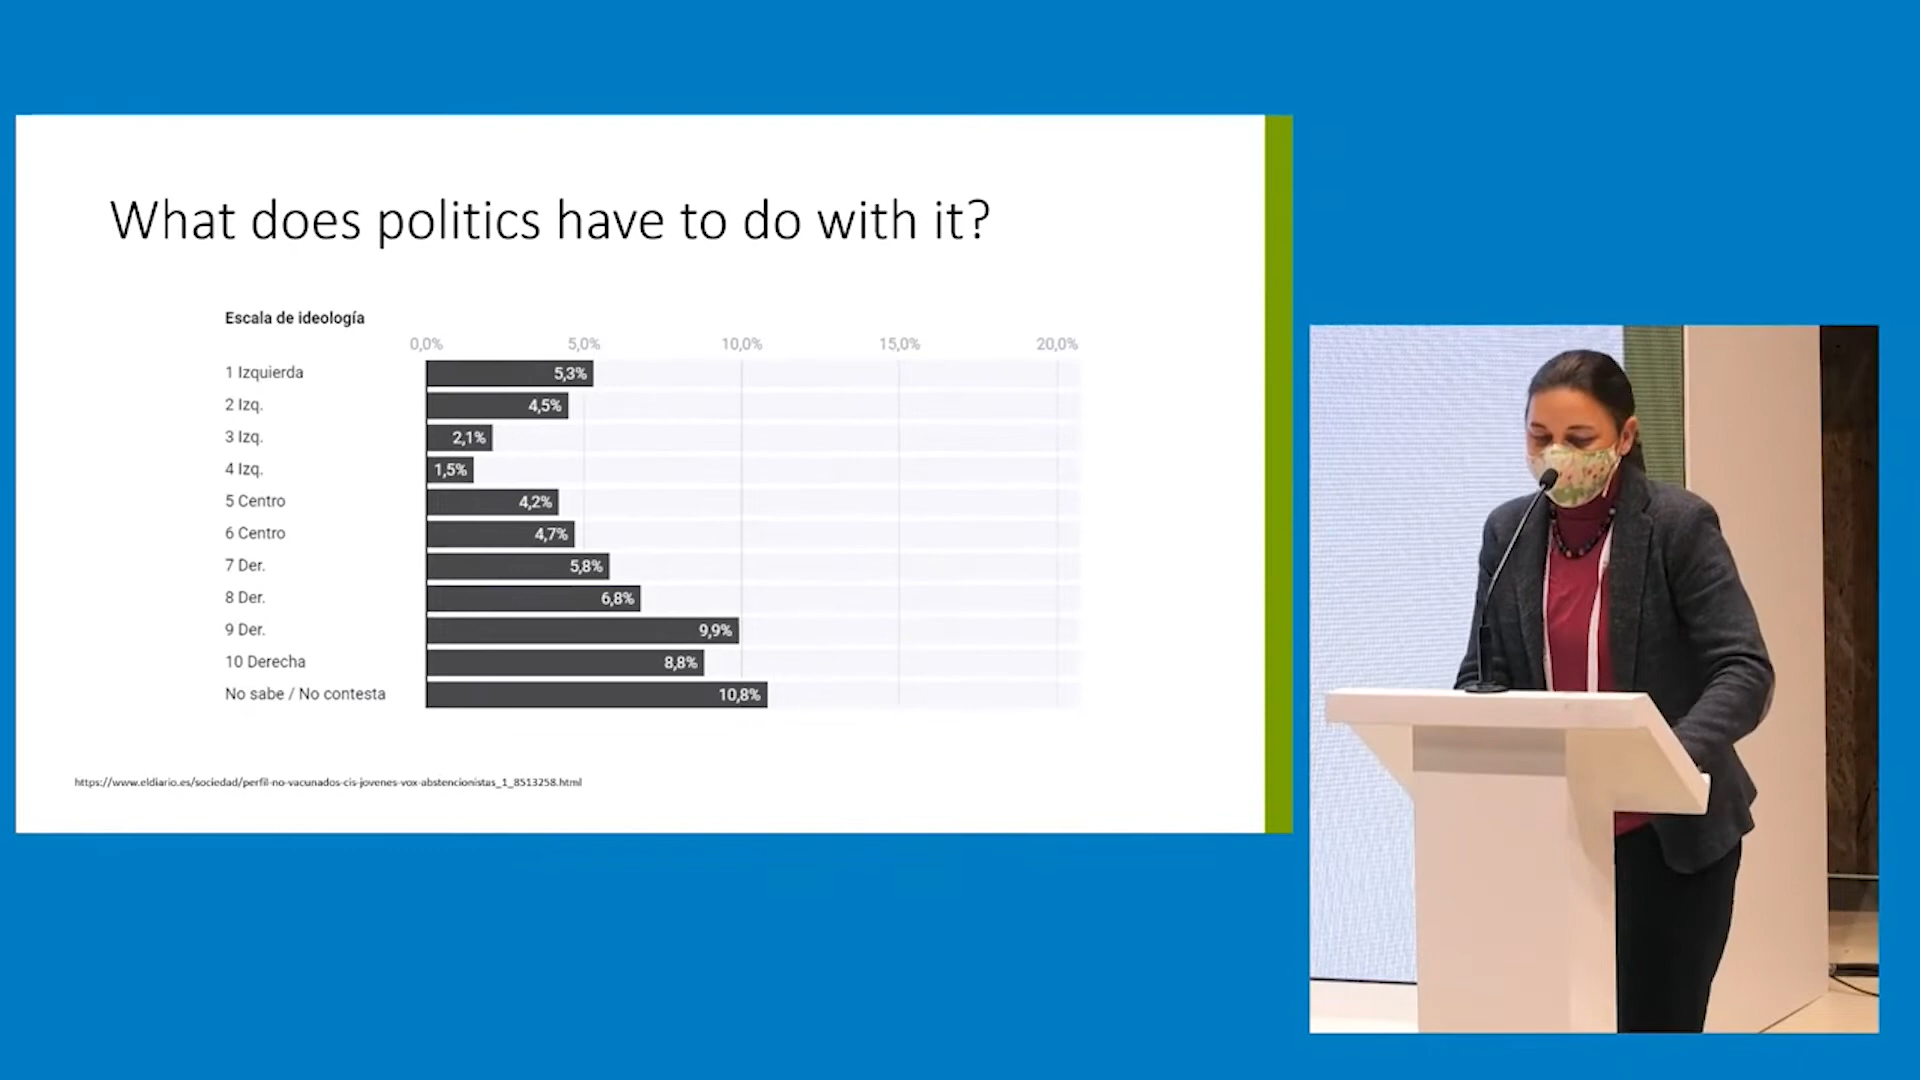 What does politics have to do with it?
Escala de ideología
0,0% 5,0% 10,0% 15,0% 20,0%
1 Izquierda 5,3%
2 Izq. 4,5%
3 Izq. 2,1%
4 Izq. 1,5%
5 Centro 4,2%
6 Centro 4,7%
7 Der. 5,8%
8 Der. 6,8%
9 Der. 9,9%
10 Derecha 8,8%
No sabe / No contesta 10,8%
https://www.eldiario.es/sociedad/perfil-no-vacunados-cis-jovenes-vox-abstencionistas_1_8513258.html